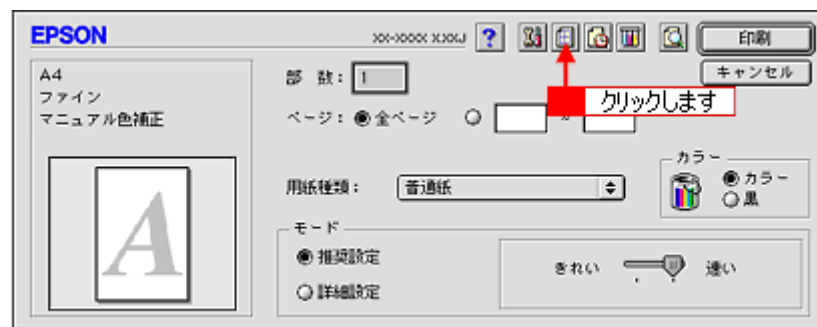 EPSON
XX-XXXX X.XXJ
?
印刷
キャンセル
A4
ファイン
マニュアル色補正
A
部 数: 1
ページ: 全ページ ~
クリックします
用紙種類: 普通紙
カラー
カラー
黒
モード
推奨設定
詳細設定
きれい 速い